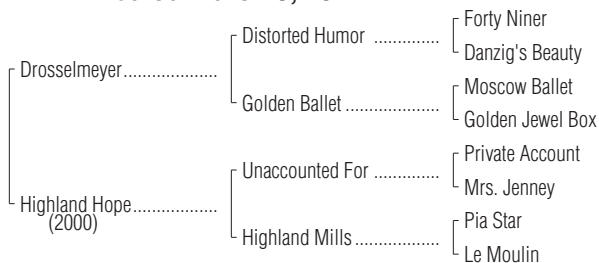 Forty Niner
Distorted Humor ..............
Danzig's Beauty
Drosselmeyer....................
Moscow Ballet
Golden Ballet ....................
Golden Jewel Box
Private Account
Unaccounted For ..............
Mrs. Jenney
Highland Hope..................
(2000)
Pia Star
Highland Mills..................
Le Moulin